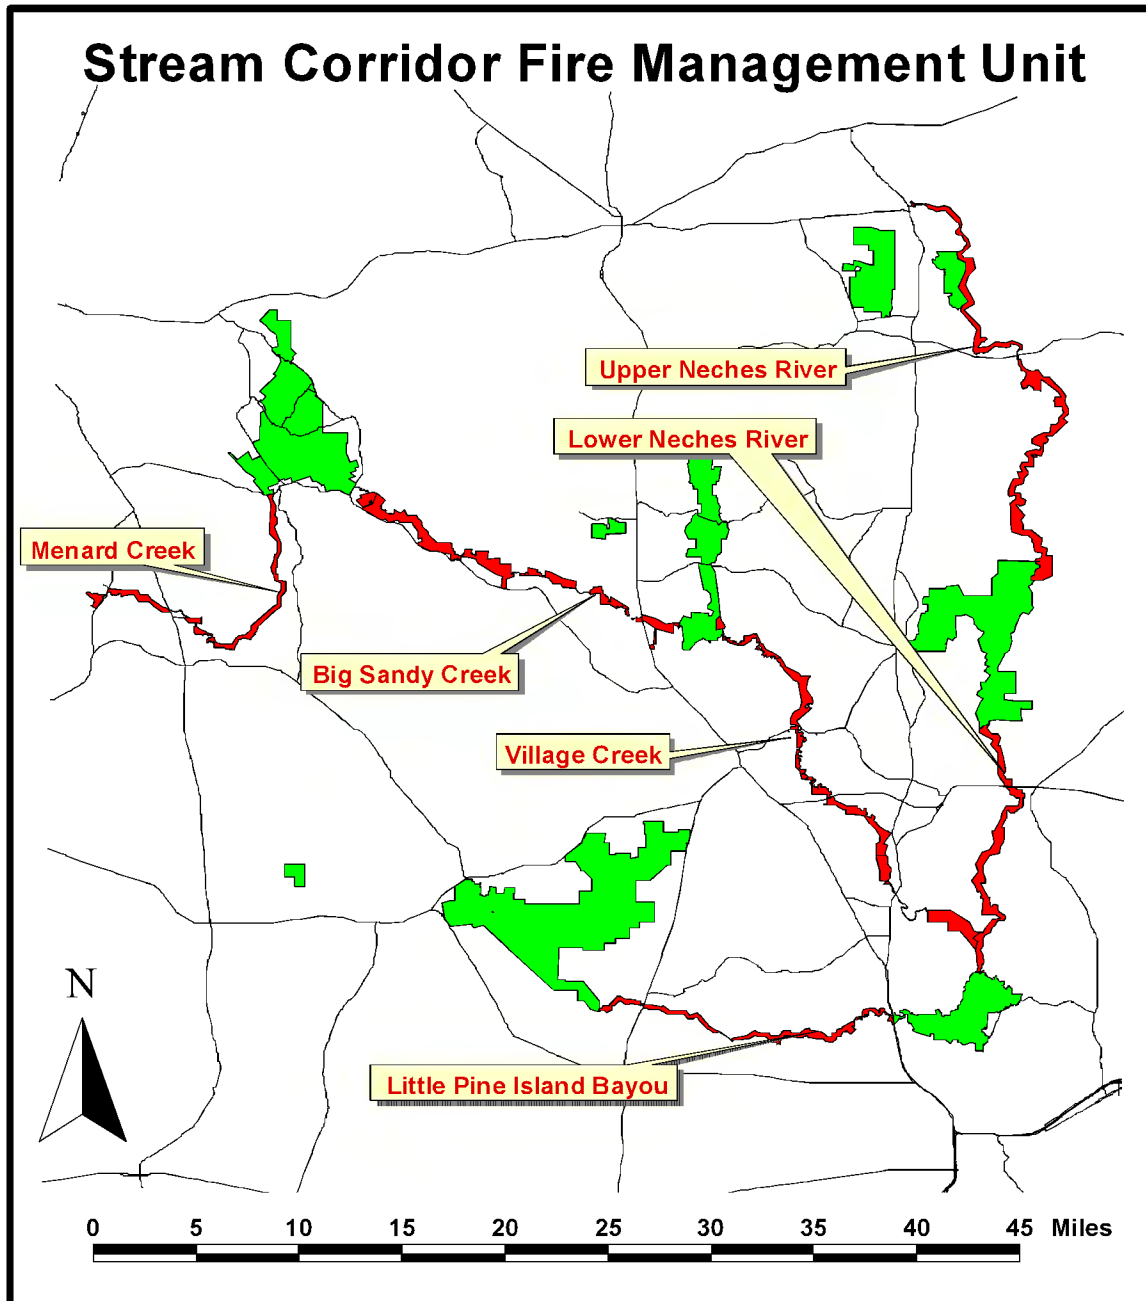 Stream Corridor Fire Management Unit
Upper Neches River
Lower Neches River
Menard Creek
Big Sandy Creek
Village Creek
N
Little Pine Island Bayou
0 5 10 15 20 25 30 35 40 45 Miles